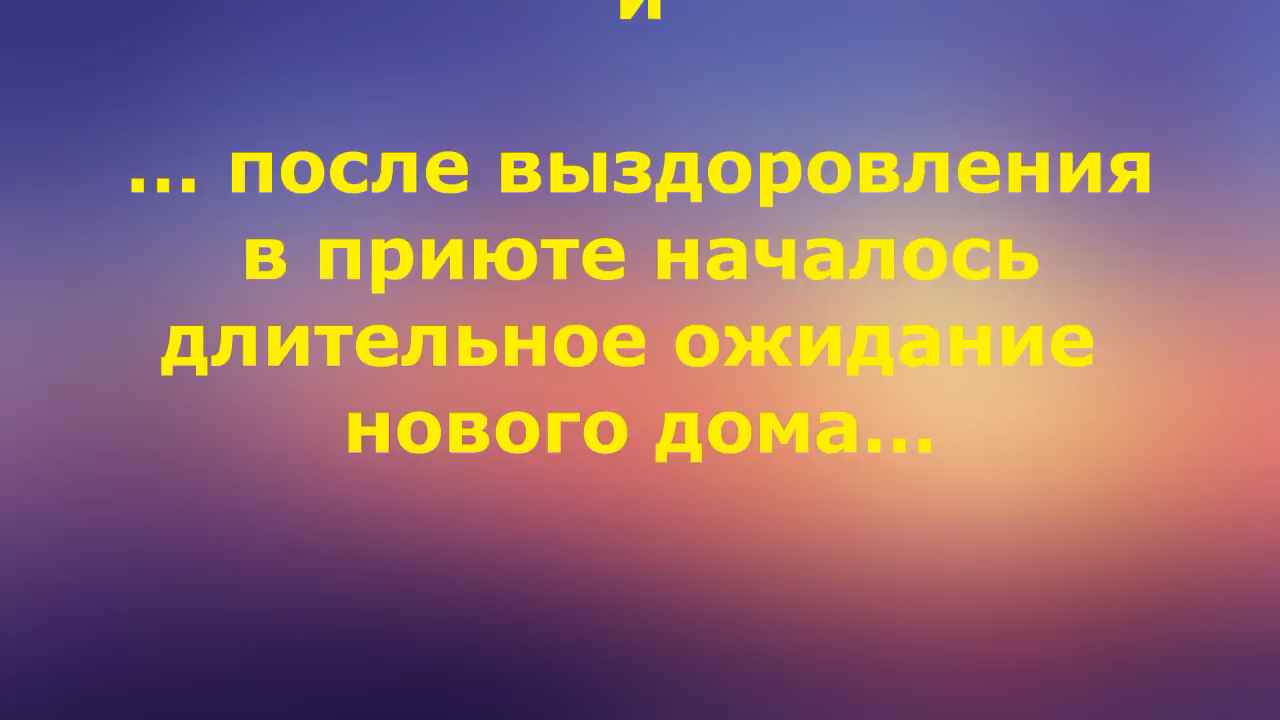 и
... после выздоровления
в приюте началось
длительное ожидание
нового дома...